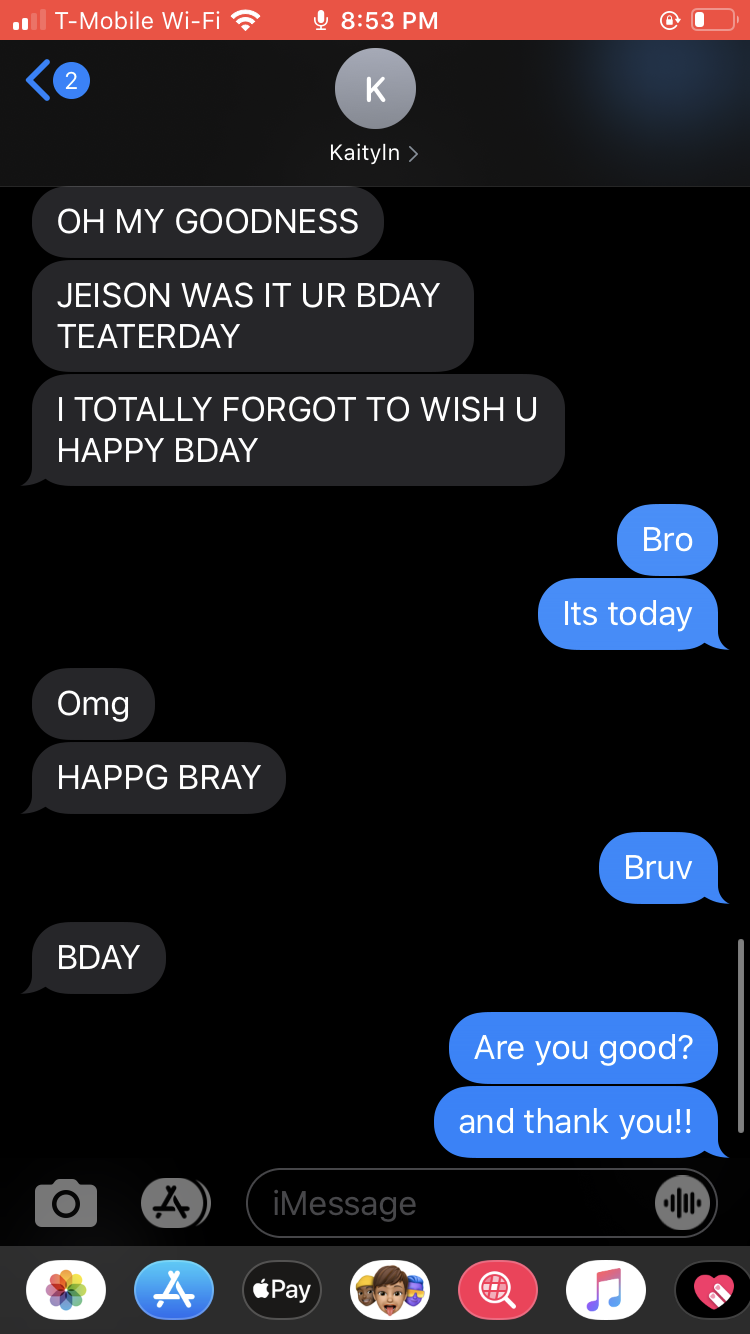 T-Mobile Wi-Fi 8:53 PM
2
K
Kaityln
OH MY GOODNESS
JEISON WAS IT UR BDAY
TEATERDAY
I TOTALLY FORGOT TO WISH U
HAPPY BDAY
Bro
Its today
Omg
HAPPG BRAY
Bruv
BDAY
Are you good?
and thank you!!
iMessage
Pay